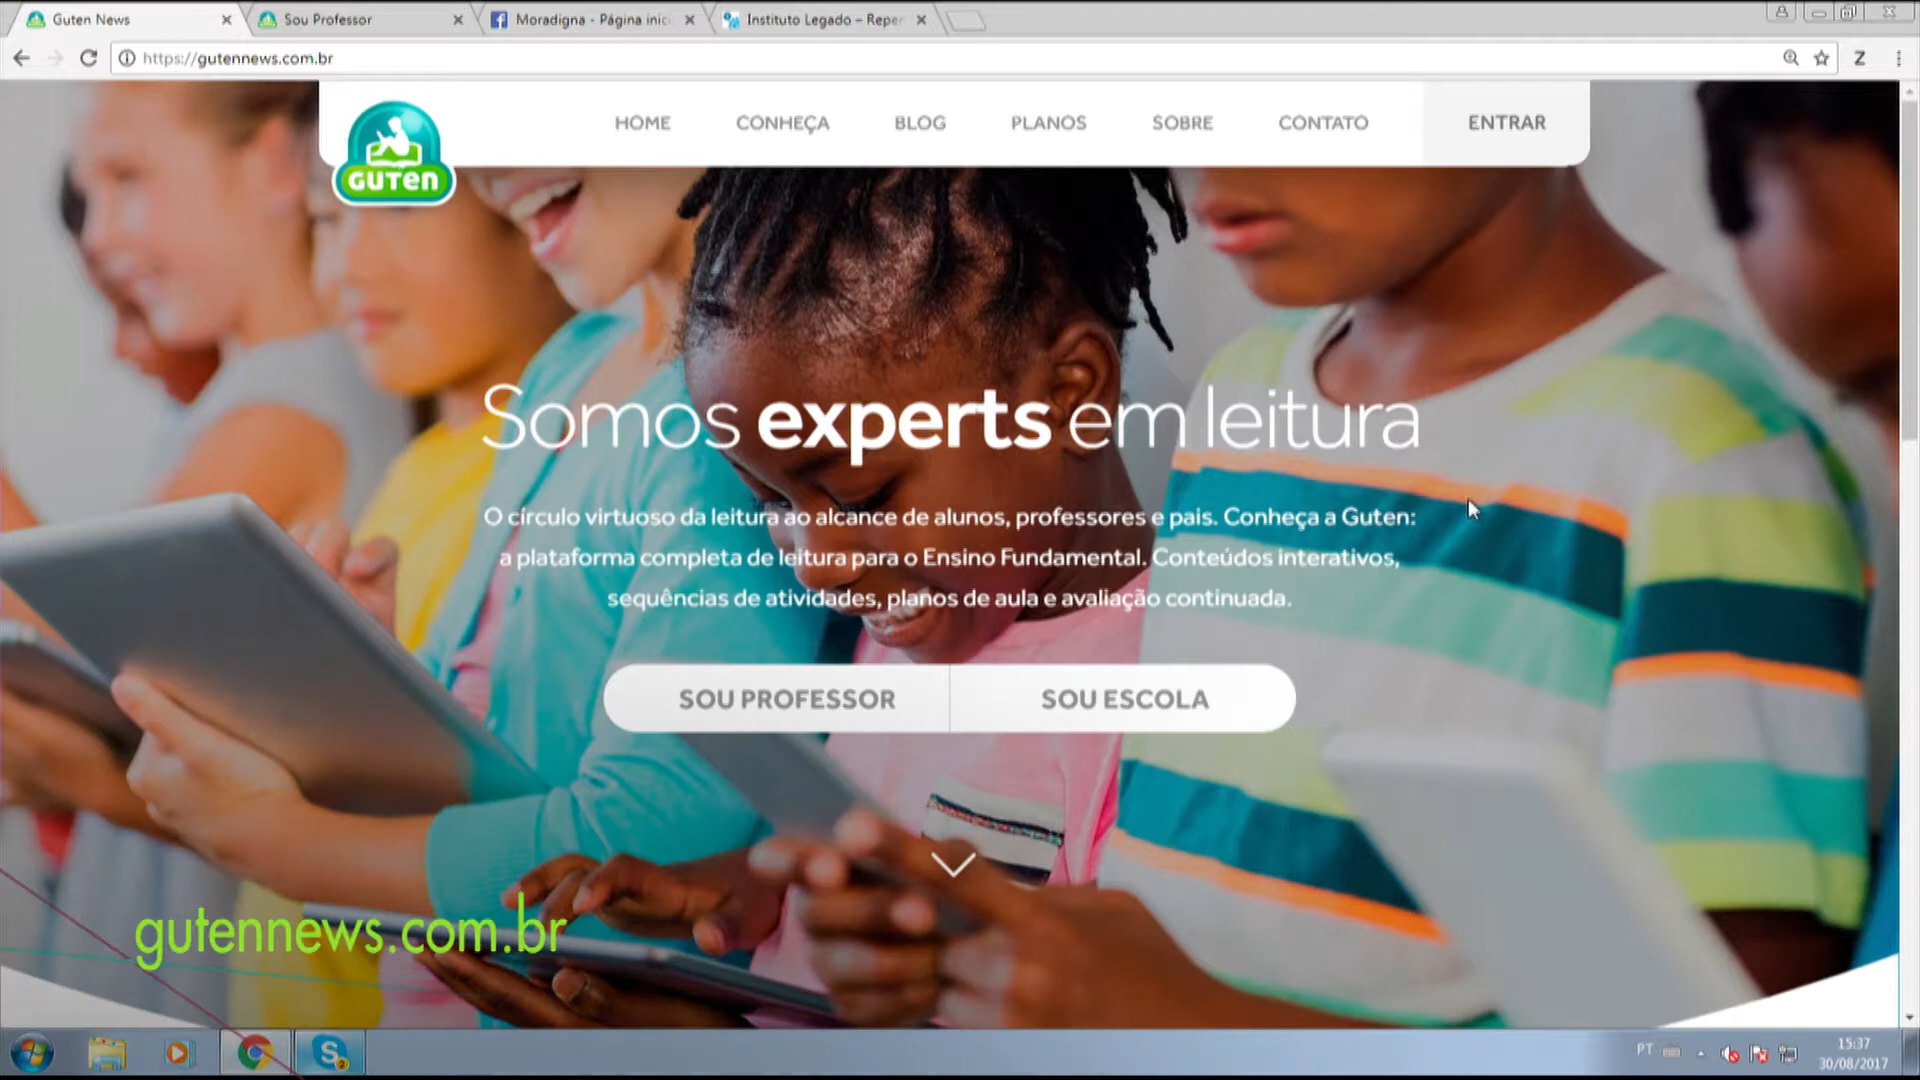 Guten News
Sou Professor
Moradigna - Página inic
Instituto Legado – Reper
https://gutennews.com.br
Z
GUTEN
HOME
CONHEÇA
BLOG
PLANOS
SOBRE
CONTATO
ENTRAR
Somos experts em leitura
O círculo virtuoso da leitura ao alcance de alunos, professores e pais. Conheça a Guten:
a plataforma completa de leitura para o Ensino Fundamental. Conteúdos interativos,
sequências de atividades, planos de aula e avaliação continuada.
SOU PROFESSOR
SOU ESCOLA
gutennews.com.br
S
2
PT
15:37
30/08/2017